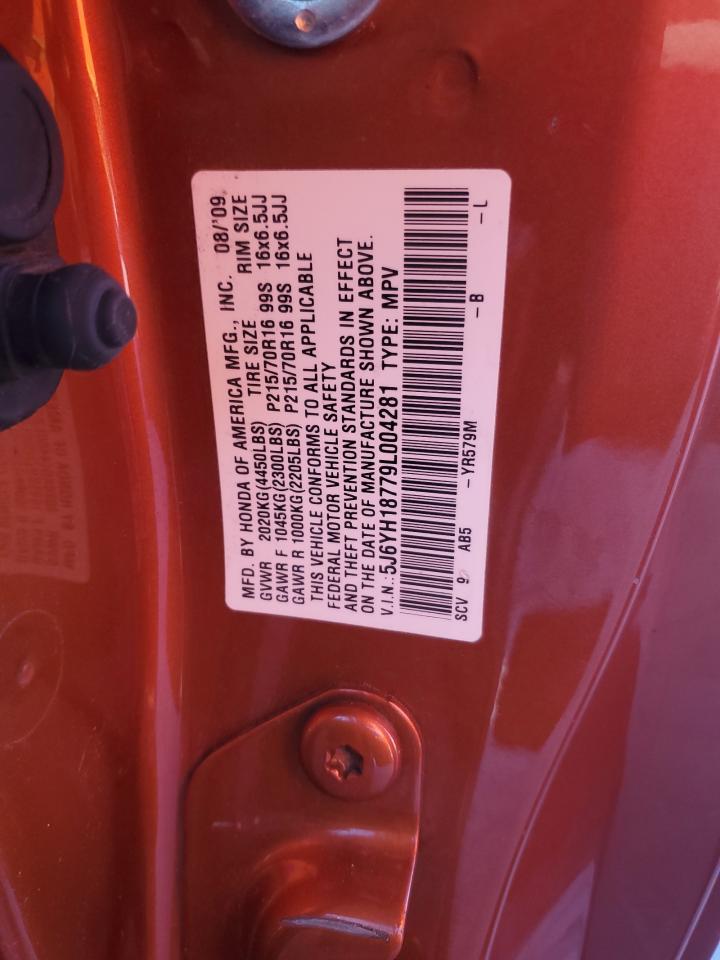 MFD. BY HONDA OF AMERICA MFG., INC. 08/'09
GVWR 2020KG(4450LBS) TIRE SIZE RIM SIZE
GAWR F 1045KG(2300LBS) P215/70R16 99S 16x6.5JJ
GAWR R 1000KG(2205LBS) P215/70R16 99S 16x6.5JJ
THIS VEHICLE CONFORMS TO ALL APPLICABLE
FEDERAL MOTOR VEHICLE SAFETY
AND THEFT PREVENTION STANDARDS IN EFFECT
ON THE DATE OF MANUFACTURE SHOWN ABOVE.
V.I.N.:5J6YH18779L004281 TYPE: MPV
SCV 9 AB5 -YR579M -B -L